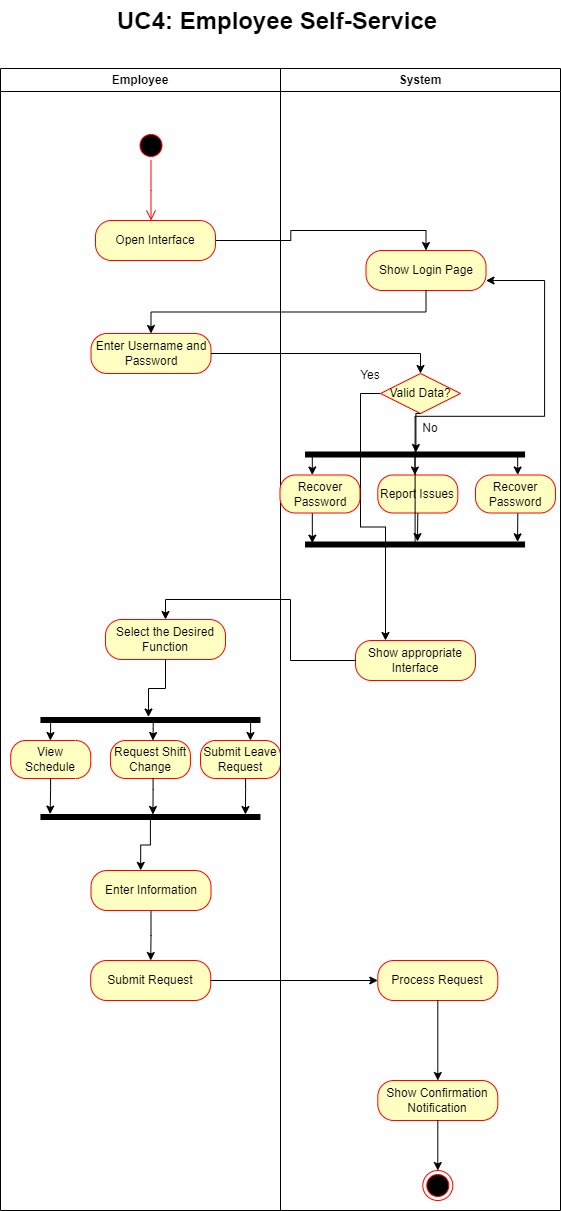 UC4: Employee Self-Service
Employee
System
Open Interface
Show Login Page
Enter Username and
Password
Yes
Valid Data?
No
Recover
Password
Report Issues
Recover
Password
Select the Desired
Function
Show appropriate
Interface
View
Schedule
Request Shift
Change
Submit Leave
Request
Enter Information
Submit Request
Process Request
Show Confirmation
Notification